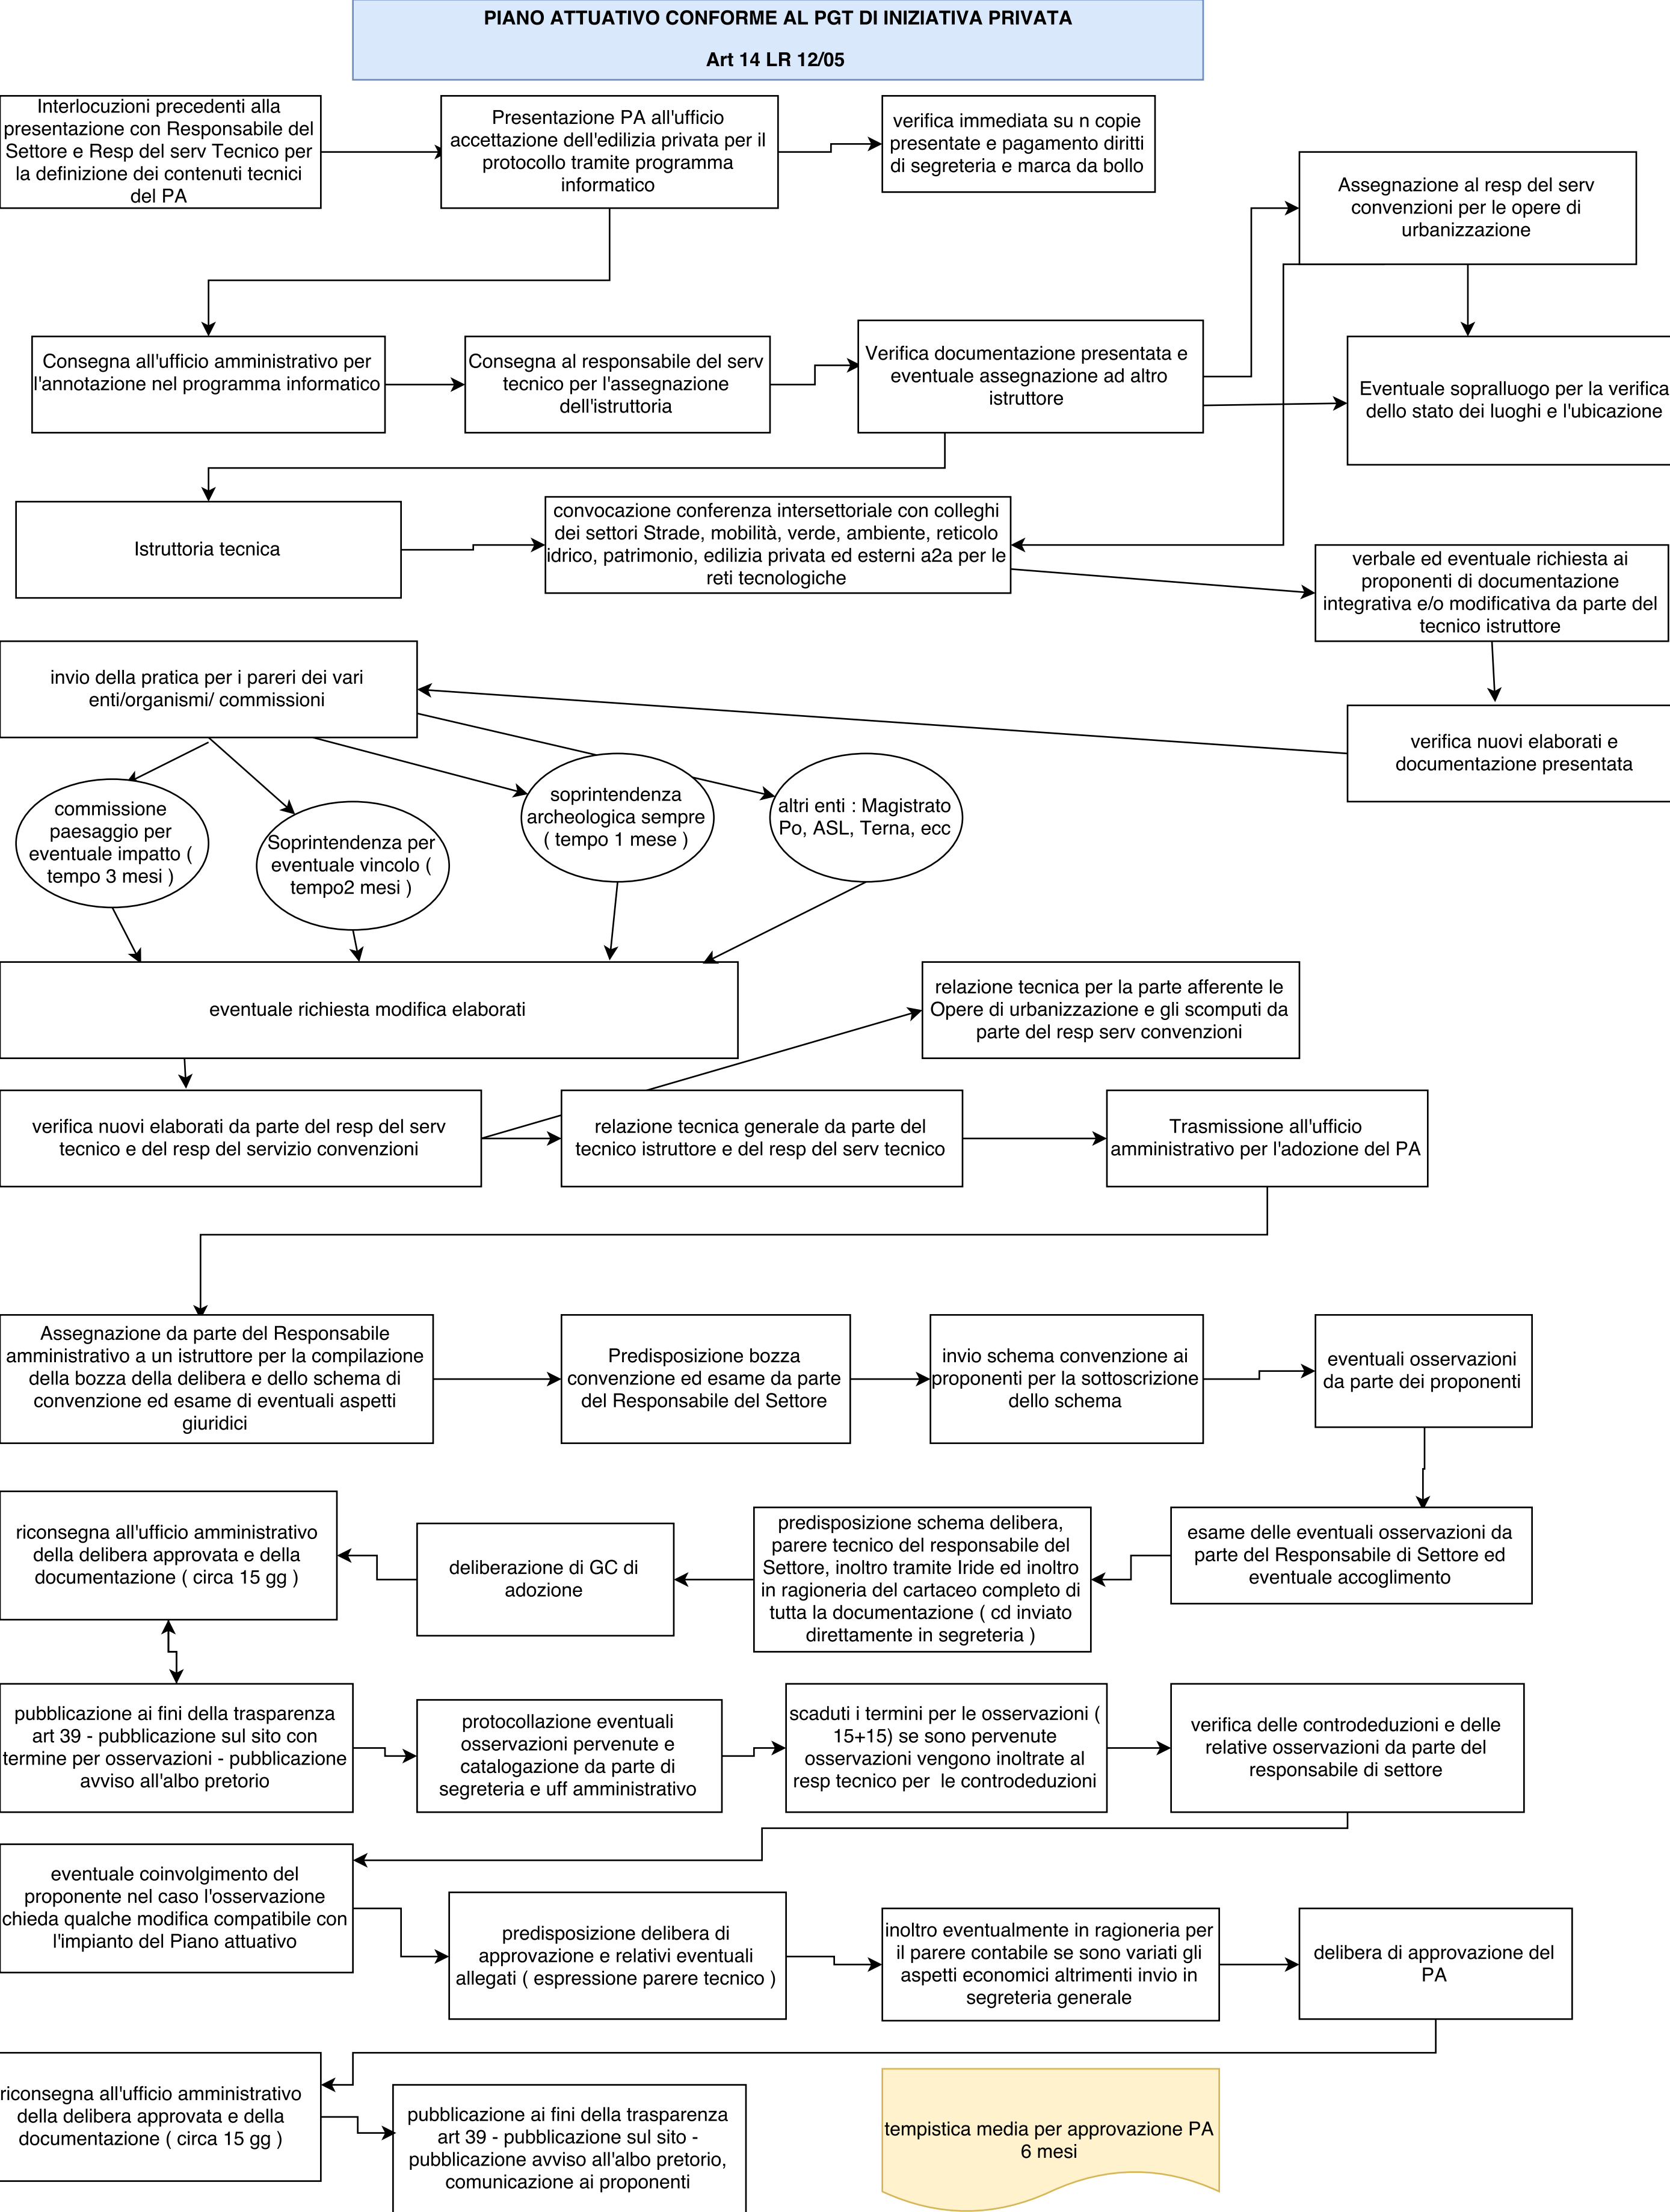 PIANO ATTUATIVO CONFORME AL PGT DI INIZIATIVA PRIVATA
Art 14 LR 12/05
Interlocuzioni precedenti alla
presentazione con Responsabile del
Settore e Resp del serv Tecnico per
la definizione dei contenuti tecnici
del PA
Presentazione PA all'ufficio
accettazione dell'edilizia privata per il
protocollo tramite programma
informatico
verifica immediata su n copie
presentate e pagamento diritti
di segreteria e marca da bollo
Assegnazione al resp del serv
convenzioni per le opere di
urbanizzazione
Consegna all'ufficio amministrativo per
l'annotazione nel programma informatico
Consegna al responsabile del serv
tecnico per l'assegnazione
dell'istruttoria
Verifica documentazione presentata e
eventuale assegnazione ad altro
istruttore
Eventuale sopralluogo per la verifica
dello stato dei luoghi e l'ubicazione
Istruttoria tecnica
convocazione conferenza intersettoriale con colleghi
dei settori Strade, mobilità, verde, ambiente, reticolo
idrico, patrimonio, edilizia privata ed esterni a2a per le
reti tecnologiche
verbale ed eventuale richiesta ai
proponenti di documentazione
integrativa e/o modificativa da parte del
tecnico istruttore
invio della pratica per i pareri dei vari
enti/organismi/ commissioni
verifica nuovi elaborati e
documentazione presentata
commissione
paesaggio per
eventuale impatto (
tempo 3 mesi )
Soprintendenza per
eventuale vincolo (
tempo2 mesi )
soprintendenza
archeologica sempre
( tempo 1 mese )
altri enti : Magistrato
Po, ASL, Terna, ecc
eventuale richiesta modifica elaborati
relazione tecnica per la parte afferente le
Opere di urbanizzazione e gli scomputi da
parte del resp serv convenzioni
verifica nuovi elaborati da parte del resp del serv
tecnico e del resp del servizio convenzioni
relazione tecnica generale da parte del
tecnico istruttore e del resp del serv tecnico
Trasmissione all'ufficio
amministrativo per l'adozione del PA
Assegnazione da parte del Responsabile
amministrativo a un istruttore per la compilazione
della bozza della delibera e dello schema di
convenzione ed esame di eventuali aspetti
giuridici
Predisposizione bozza
convenzione ed esame da parte
del Responsabile del Settore
invio schema convenzione ai
proponenti per la sottoscrizione
dello schema
eventuali osservazioni
da parte dei proponenti
riconsegna all'ufficio amministrativo
della delibera approvata e della
documentazione ( circa 15 gg )
deliberazione di GC di
adozione
predisposizione schema delibera,
parere tecnico del responsabile del
Settore, inoltro tramite Iride ed inoltro
in ragioneria del cartaceo completo di
tutta la documentazione ( cd inviato
direttamente in segreteria )
esame delle eventuali osservazioni da
parte del Responsabile di Settore ed
eventuale accoglimento
pubblicazione ai fini della trasparenza
art 39 - pubblicazione sul sito con
termine per osservazioni - pubblicazione
avviso all'albo pretorio
protocollazione eventuali
osservazioni pervenute e
catalogazione da parte di
segreteria e uff amministrativo
scaduti i termini per le osservazioni (
15+15) se sono pervenute
osservazioni vengono inoltrate al
resp tecnico per  le controdeduzioni
verifica delle controdeduzioni e delle
relative osservazioni da parte del
responsabile di settore
eventuale coinvolgimento del
proponente nel caso l'osservazione
chieda qualche modifica compatibile con
l'impianto del Piano attuativo
predisposizione delibera di
approvazione e relativi eventuali
allegati ( espressione parere tecnico )
inoltro eventualmente in ragioneria per
il parere contabile se sono variati gli
aspetti economici altrimenti invio in
segreteria generale
delibera di approvazione del
PA
riconsegna all'ufficio amministrativo
della delibera approvata e della
documentazione ( circa 15 gg )
pubblicazione ai fini della trasparenza
art 39 - pubblicazione sul sito -
pubblicazione avviso all'albo pretorio,
comunicazione ai proponenti
tempistica media per approvazione PA
6 mesi